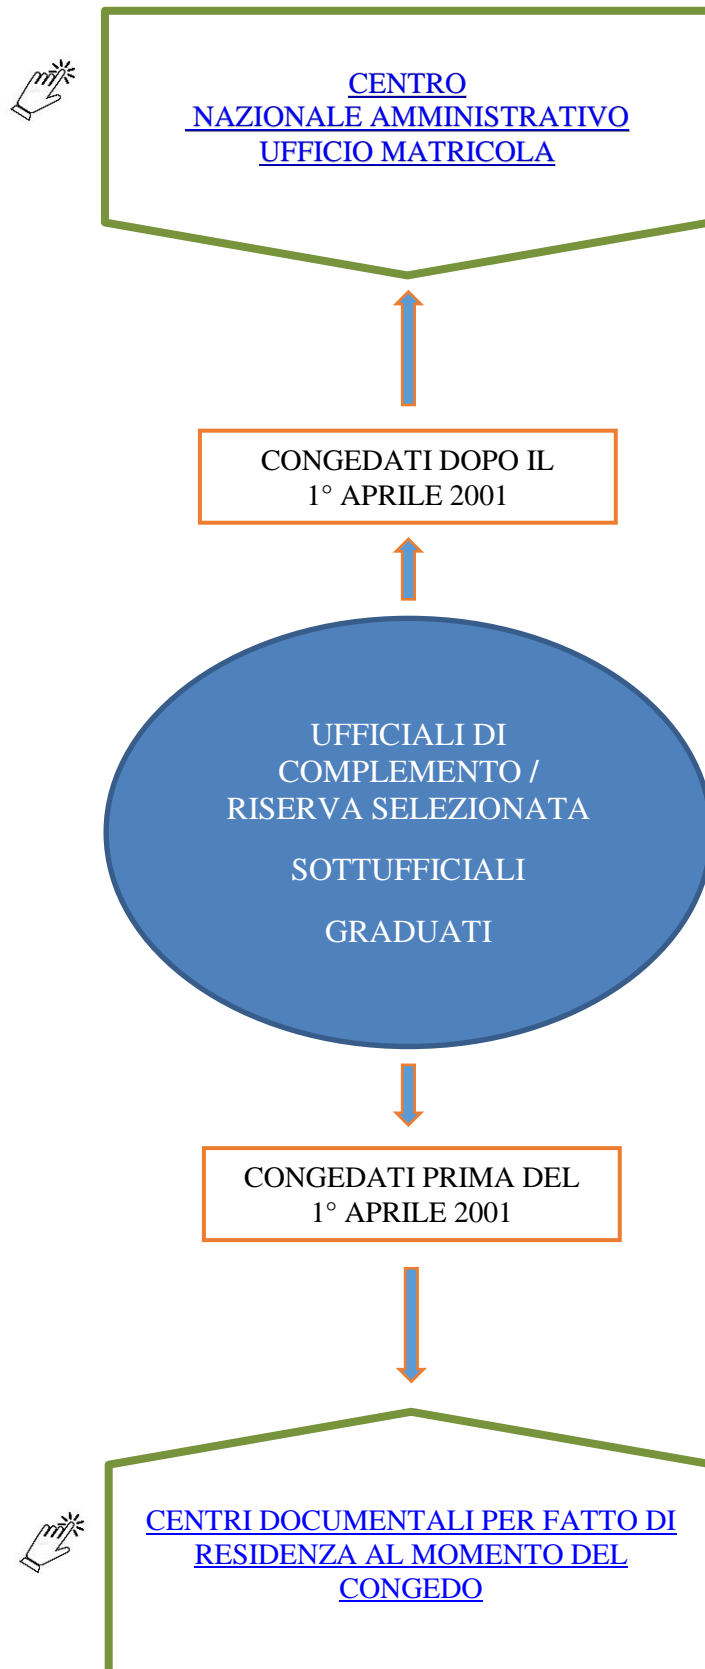 CENTRO
NAZIONALE AMMINISTRATIVO
UFFICIO MATRICOLA
CONGEDATI DOPO IL
1° APRILE 2001
UFFICIALI DI
COMPLEMENTO /
RISERVA SELEZIONATA
SOTTUFFICIALI
GRADUATI
CONGEDATI PRIMA DEL
1° APRILE 2001
CENTRI DOCUMENTALI PER FATTO DI
RESIDENZA AL MOMENTO DEL
CONGEDO